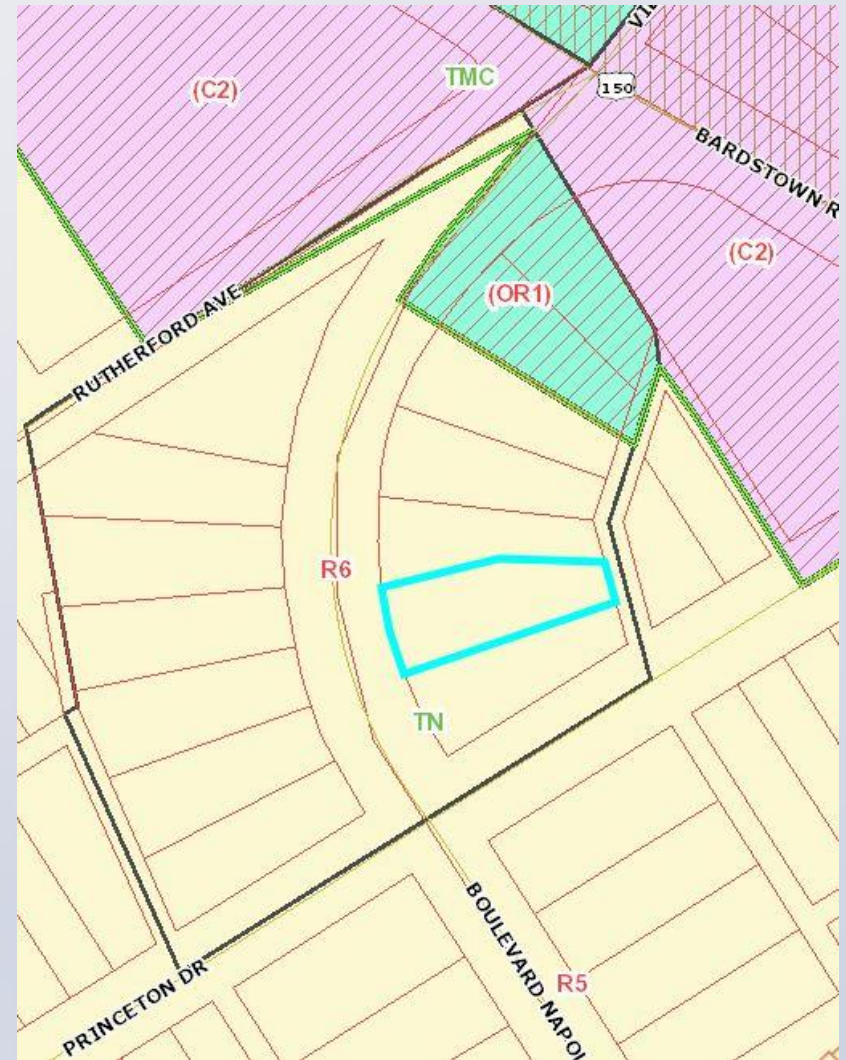 (C2)
TMC
150
BARDSTOWN R
(C2)
(OR1)
RUTHERFORD AVE
R6
TN
BOULEVARD NAPOL
R5
PRINCETON DR